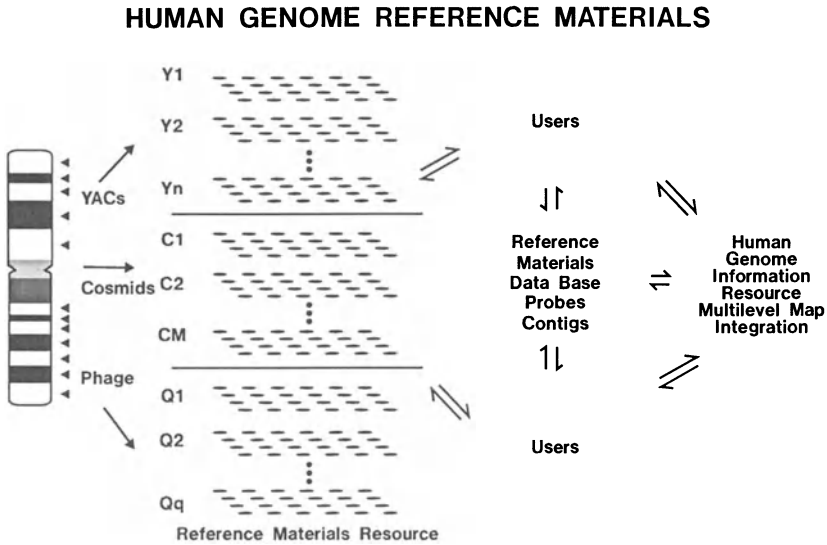 HUMAN GENOME REFERENCE MATERIALS
Y1
Y2
Yn
YACs
C1
C2
CM
Cosmids
Q1
Q2
Qq
Phage
Reference Materials Resource
Users
Reference
Materials
Data Base
Probes
Contigs
Users
Human
Genome
Information
Resource
Multilevel Map
Integration